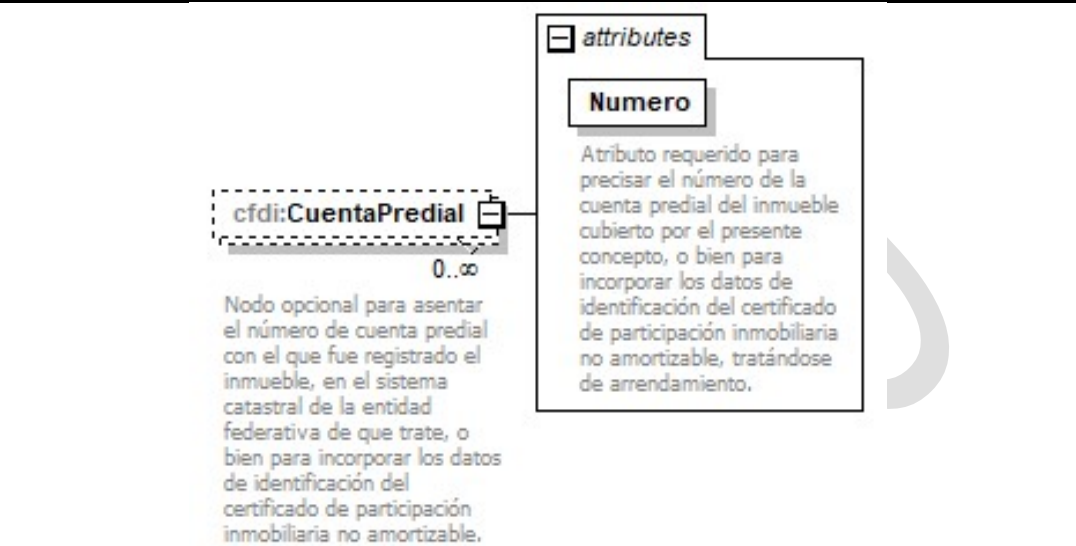 attributes
Numero
Atributo requerido para
precisar el número de la
cuenta predial del inmueble
cubierto por el presente
concepto, o bien para
incorporar los datos de
identificación del certificado
de participación inmobiliaria
no amortizable, tratándose
de arrendamiento.
cfdi:CuentaPredial
0..∞
Nodo opcional para asentar
el número de cuenta predial
con el que fue registrado el
inmueble, en el sistema
catastral de la entidad
federativa de que trate, o
bien para incorporar los datos
de identificación del
certificado de participación
inmobiliaria no amortizable.